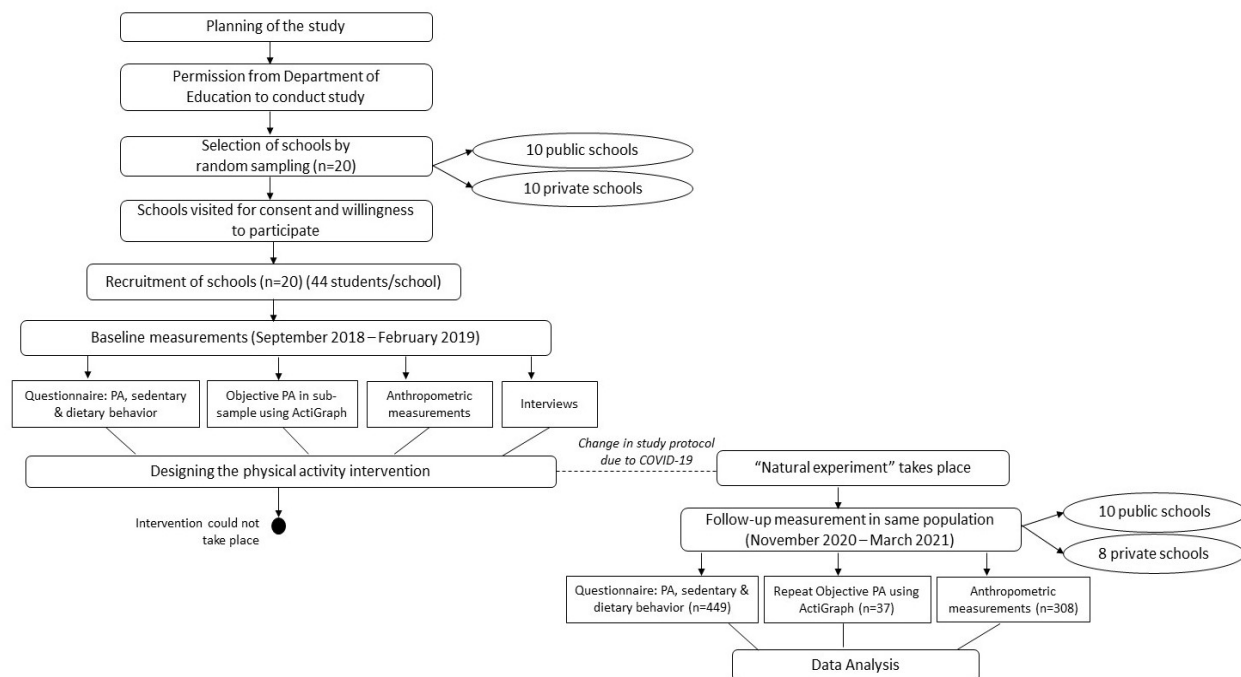 Planning of the study
Permission from Department of
Education to conduct study
Selection of schools by
random sampling (n=20)
10 public schools
10 private schools
Schools visited for consent and willingness
to participate
Recruitment of schools (n=20) (44 students/school)
Baseline measurements (September 2018 – February 2019)
Questionnaire: PA, sedentary
& dietary behavior
Objective PA in sub-
sample using ActiGraph
Anthropometric
measurements
Interviews
Designing the physical activity intervention
Change in study protocol
due to COVID-19
"Natural experiment" takes place
Intervention could not
take place
Follow-up measurement in same population
(November 2020 – March 2021)
10 public schools
8 private schools
Questionnaire: PA, sedentary &
dietary behavior (n=449)
Repeat Objective PA using
ActiGraph (n=37)
Anthropometric
measurements (n=308)
Data Analysis